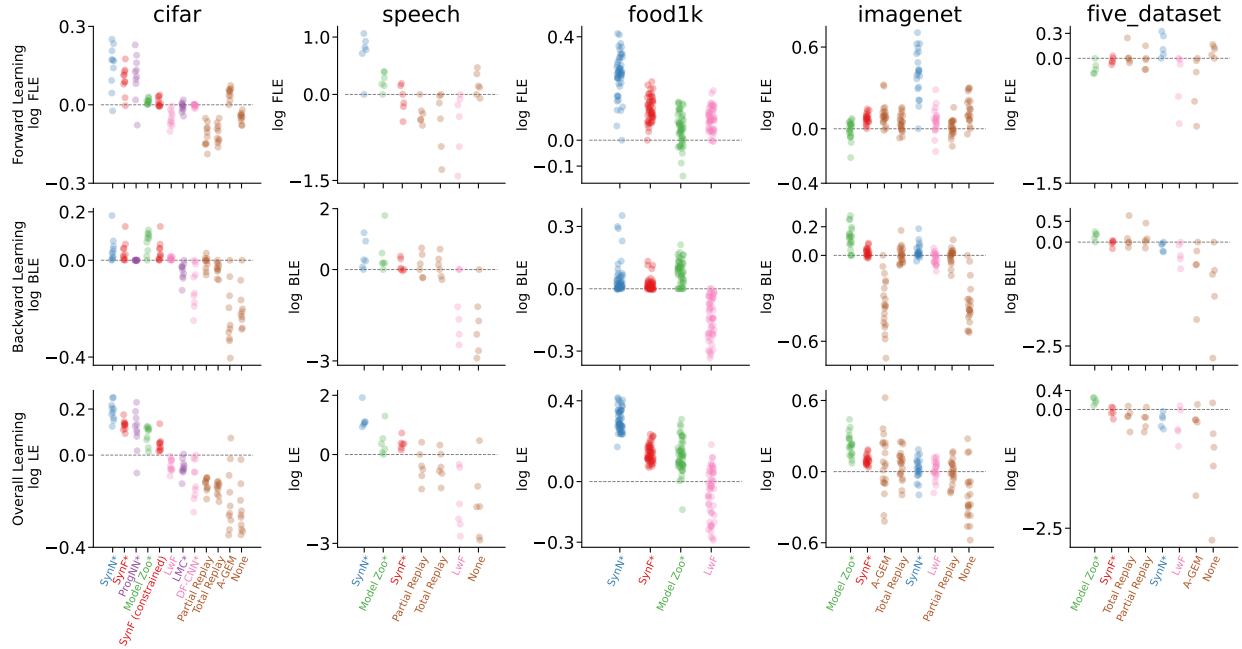 cifar
speech
food1k
imagenet
five_dataset
Forward Learning
log FLE
0.3
0.0
−0.3
log FLE
1.0
0.0
−1.5
log FLE
0.4
0.0
−0.1
log FLE
0.6
0.0
−0.4
log FLE
0.3
0.0
−1.5
Backward Learning
log BLE
0.2
0.0
−0.4
log BLE
2
0
−3
log BLE
0.3
0.0
−0.3
log BLE
0.2
0.0
−0.6
log BLE
0.5
0.0
−2.5
Overall Learning
log LE
0.2
0.0
−0.4
log LE
2
0
−3
log LE
0.4
0.0
−0.3
log LE
0.6
0.0
−0.6
log LE
0.4
0.0
−2.5
SynN*
SynF*
ProgNN*
Model Zoo*
SynF (constrained)
LwF
LMC*
DF-CNN*
Partial Replay
Total Replay
A-GEM
None
SynN*
Model Zoo*
SynF*
Partial Replay
Total Replay
LwF
None
SynN*
SynF*
Model Zoo*
LwF
Model Zoo*
SynF*
A-GEM
Total Replay
SynN*
LwF
Partial Replay
None
Model Zoo*
SynF*
Total Replay
Partial Replay
SynN*
LwF
A-GEM
None